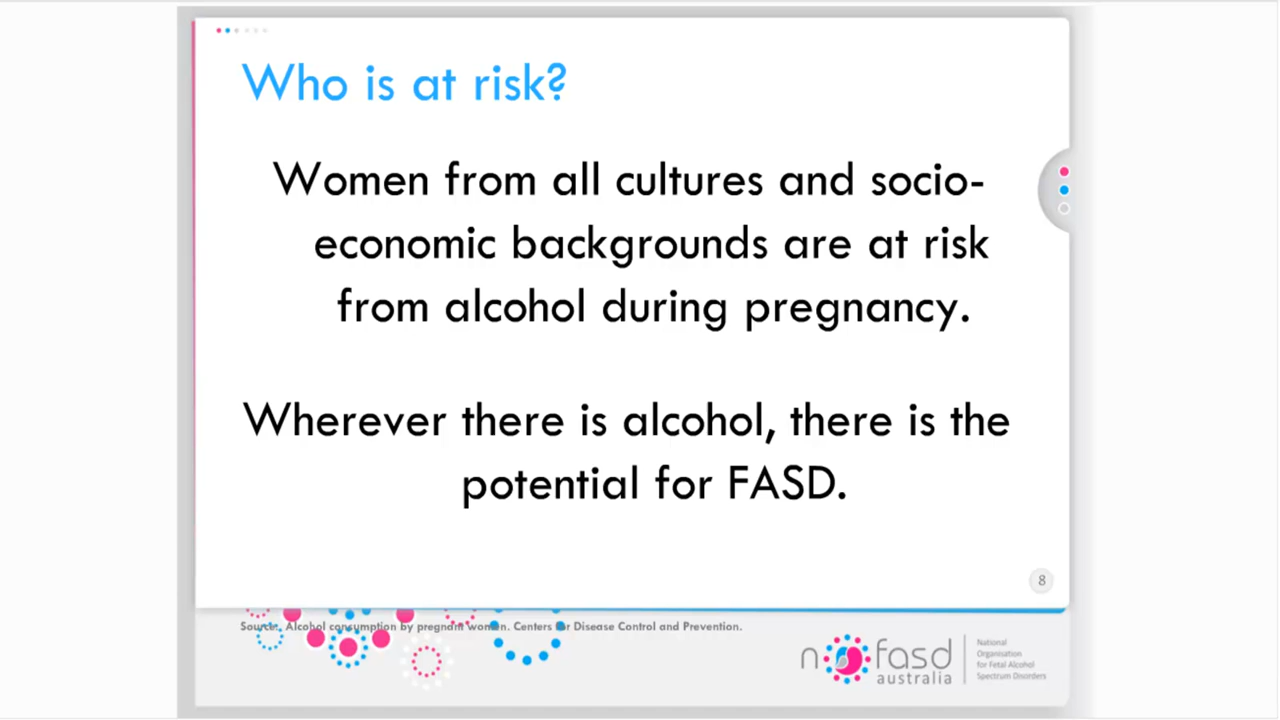 Who is at risk?
Women from all cultures and socio-
economic backgrounds are at risk
from alcohol during pregnancy.
Wherever there is alcohol, there is the
potential for FASD.
8
Source: Alcohol consumption by pregnant women. Centers for Disease Control and Prevention.
nofasd
australia
National
Organisation
for Fetal Alcohol
Spectrum Disorders